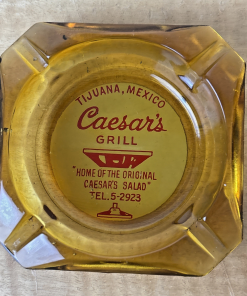 TIJUANA, MEXICO
Caesar's
GRILL
"HOME OF THE ORIGINAL
CAESAR'S SALAD"
TEL. 5-2923